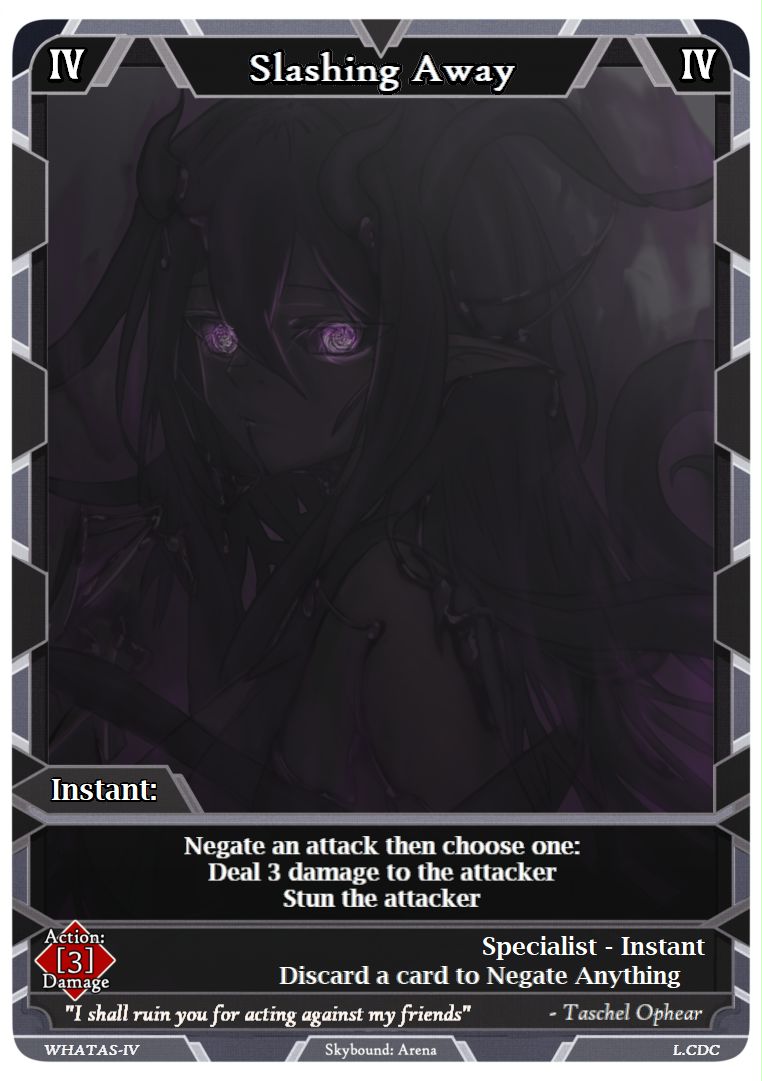 IV Slashing Away IV
Instant:
Negate an attack then choose one:
Deal 3 damage to the attacker
Stun the attacker
Action:
[3]
Damage
Specialist - Instant
Discard a card to Negate Anything
"I shall ruin you for acting against my friends" - Taschel Ophear
WHATAS-IV Skybound: Arena L.CDC